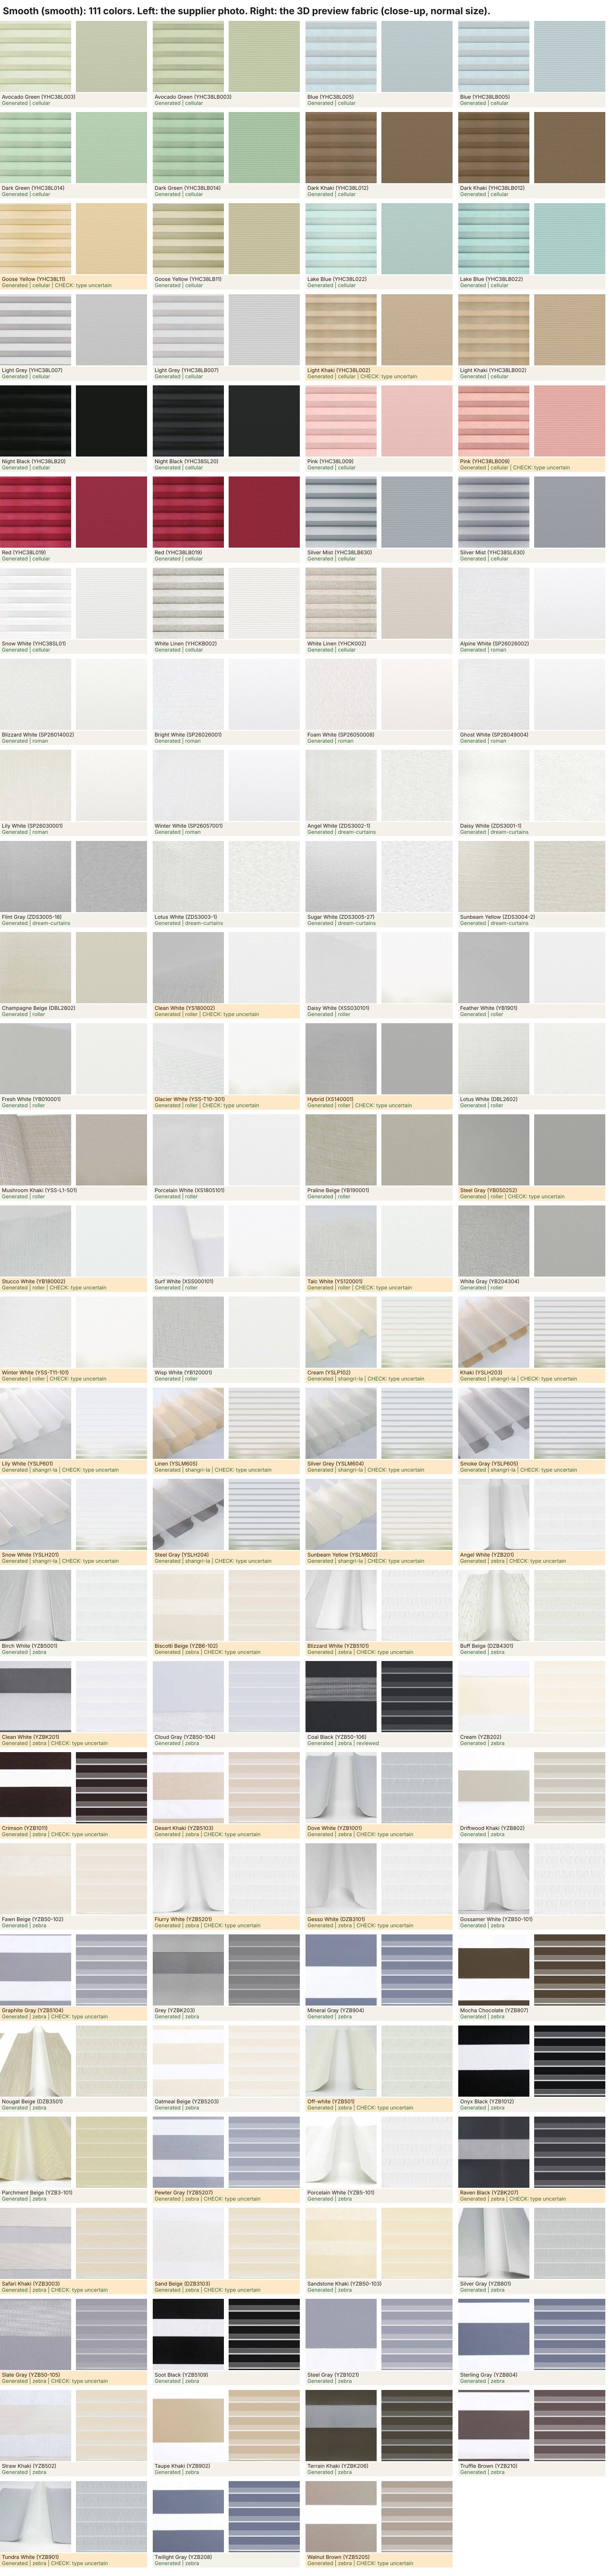 Smooth (smooth): 111 colors. Left: the supplier photo. Right: the 3D preview fabric (close-up, normal size).
Avocado Green (YHC38L003)
Generated | cellular
Avocado Green (YHC38LB003)
Generated | cellular
Blue (YHC38L005)
Generated | cellular
Blue (YHC38LB005)
Generated | cellular
Dark Green (YHC38L014)
Generated | cellular
Dark Green (YHC38LB014)
Generated | cellular
Dark Khaki (YHC38L012)
Generated | cellular
Dark Khaki (YHC38LB012)
Generated | cellular
Goose Yellow (YHC38L11)
Generated | cellular | CHECK: type uncertain
Goose Yellow (YHC38LB11)
Generated | cellular
Lake Blue (YHC38L022)
Generated | cellular
Lake Blue (YHC38LB022)
Generated | cellular
Light Grey (YHC38L007)
Generated | cellular
Light Grey (YHC38LB007)
Generated | cellular
Light Khaki (YHC38L002)
Generated | cellular | CHECK: type uncertain
Light Khaki (YHC38LB002)
Generated | cellular
Night Black (YHC38LB20)
Generated | cellular
Night Black (YHC38SL20)
Generated | cellular
Pink (YHC38L009)
Generated | cellular
Pink (YHC38LB009)
Generated | cellular | CHECK: type uncertain
Red (YHC38L019)
Generated | cellular
Red (YHC38LB019)
Generated | cellular
Silver Mist (YHC38LB630)
Generated | cellular
Silver Mist (YHC38SL630)
Generated | cellular
Snow White (YHC38SL01)
Generated | cellular
White Linen (YHCKB002)
Generated | cellular
White Linen (YHCK002)
Generated | cellular
Alpine White (SP26026002)
Generated | roman
Blizzard White (SP26014002)
Generated | roman
Bright White (SP26026001)
Generated | roman
Foam White (SP26050008)
Generated | roman
Ghost White (SP26049004)
Generated | roman
Lily White (SP26030001)
Generated | roman
Winter White (SP26057001)
Generated | roman
Angel White (ZDS3002-1)
Generated | dream-curtains
Daisy White (ZDS3001-1)
Generated | dream-curtains
Flint Gray (ZDS3005-18)
Generated | dream-curtains
Lotus White (ZDS3003-1)
Generated | dream-curtains
Sugar White (ZDS3005-27)
Generated | dream-curtains
Sunbeam Yellow (ZDS3004-2)
Generated | dream-curtains
Champagne Beige (DBL2602)
Generated | roller
Clean White (YS180002)
Generated | roller | CHECK: type uncertain
Daisy White (XSS030101)
Generated | roller
Feather White (YB1901)
Generated | roller
Fresh White (YB010001)
Generated | roller
Glacier White (YSS-T10-301)
Generated | roller | CHECK: type uncertain
Hybrid (XS140001)
Generated | roller | CHECK: type uncertain
Lotus White (DBL2602)
Generated | roller
Mushroom Khaki (YSS-L1-501)
Generated | roller
Porcelain White (XS1805101)
Generated | roller
Praline Beige (YB190001)
Generated | roller
Steel Gray (YB050252)
Generated | roller | CHECK: type uncertain
Stucco White (YB180002)
Generated | roller | CHECK: type uncertain
Surf White (XSS000101)
Generated | roller
Talc White (YS120001)
Generated | roller | CHECK: type uncertain
White Gray (YB204304)
Generated | roller
Winter White (YSS-T11-101)
Generated | roller | CHECK: type uncertain
Wisp White (YB120001)
Generated | roller
Cream (YSLP102)
Generated | shangri-la | CHECK: type uncertain
Khaki (YSLH203)
Generated | shangri-la | CHECK: type uncertain
Lily White (YSLP601)
Generated | shangri-la | CHECK: type uncertain
Linen (YSLM605)
Generated | shangri-la | CHECK: type uncertain
Silver Grey (YSLM604)
Generated | shangri-la | CHECK: type uncertain
Smoke Gray (YSLP605)
Generated | shangri-la | CHECK: type uncertain
Snow White (YSLH201)
Generated | shangri-la | CHECK: type uncertain
Steel Gray (YSLH204)
Generated | shangri-la | CHECK: type uncertain
Sunbeam Yellow (YSLM602)
Generated | shangri-la | CHECK: type uncertain
Angel White (YZB201)
Generated | zebra | CHECK: type uncertain
Birch White (YZB5001)
Generated | zebra
Biscotti Beige (YZB6-102)
Generated | zebra | CHECK: type uncertain
Blizzard White (YZB5101)
Generated | zebra | CHECK: type uncertain
Buff Beige (DZB4301)
Generated | zebra
Clean White (YZBK201)
Generated | zebra | CHECK: type uncertain
Cloud Gray (YZB50-104)
Generated | zebra
Coal Black (YZB50-106)
Generated | zebra | reviewed
Cream (YZB202)
Generated | zebra
Crimson (YZB1011)
Generated | zebra | CHECK: type uncertain
Desert Khaki (YZB5103)
Generated | zebra | CHECK: type uncertain
Dove White (YZB1001)
Generated | zebra | CHECK: type uncertain
Driftwood Khaki (YZB802)
Generated | zebra
Fawn Beige (YZB50-102)
Generated | zebra
Flurry White (YZB5201)
Generated | zebra | CHECK: type uncertain
Gesso White (DZB3101)
Generated | zebra | CHECK: type uncertain
Gossamer White (YZB50-101)
Generated | zebra
Graphite Gray (YZB5104)
Generated | zebra | CHECK: type uncertain
Grey (YZBK203)
Generated | zebra
Mineral Gray (YZB904)
Generated | zebra
Mocha Chocolate (YZB807)
Generated | zebra
Nougat Beige (DZB3501)
Generated | zebra
Oatmeal Beige (YZB5203)
Generated | zebra
Off-white (YZB501)
Generated | zebra | CHECK: type uncertain
Onyx Black (YZB1012)
Generated | zebra
Parchment Beige (YZB3-101)
Generated | zebra
Pewter Gray (YZB5207)
Generated | zebra | CHECK: type uncertain
Porcelain White (YZB5-101)
Generated | zebra
Raven Black (YZBK207)
Generated | zebra | CHECK: type uncertain
Safari Khaki (YZB3003)
Generated | zebra | CHECK: type uncertain
Sand Beige (DZB3103)
Generated | zebra | CHECK: type uncertain
Sandstone Khaki (YZB50-103)
Generated | zebra
Silver Gray (YZB801)
Generated | zebra
Slate Gray (YZB50-105)
Generated | zebra | CHECK: type uncertain
Soot Black (YZB5109)
Generated | zebra
Steel Gray (YZB1021)
Generated | zebra
Sterling Gray (YZB804)
Generated | zebra
Straw Khaki (YZB502)
Generated | zebra
Taupe Khaki (YZB902)
Generated | zebra
Terrain Khaki (YZBK206)
Generated | zebra
Truffle Brown (YZB210)
Generated | zebra
Tundra White (YZB901)
Generated | zebra | CHECK: type uncertain
Twilight Gray (YZB208)
Generated | zebra
Walnut Brown (YZB5205)
Generated | zebra | CHECK: type uncertain